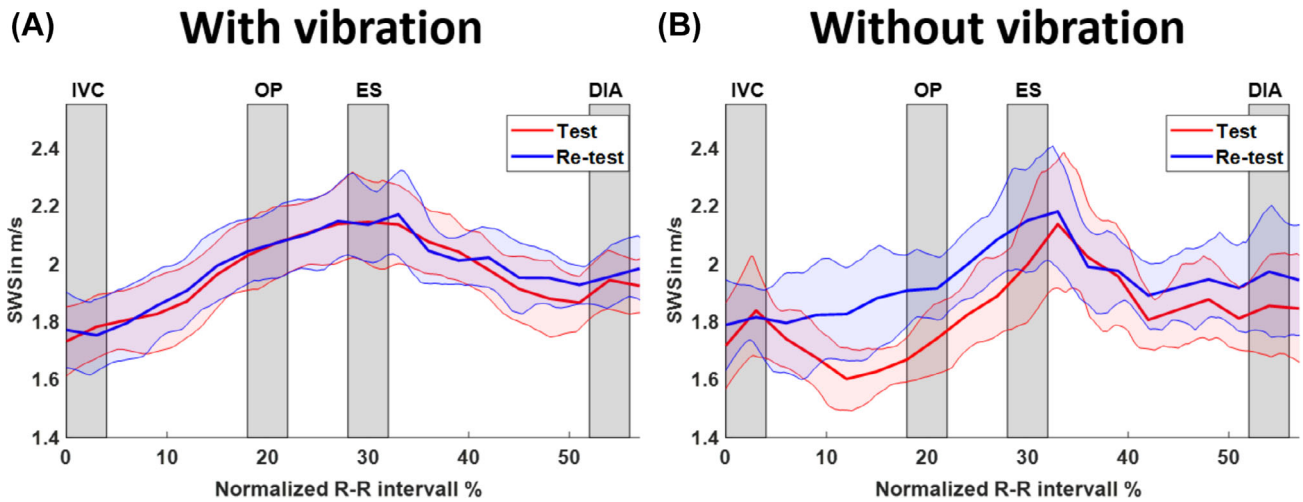 (A) With vibration
IVC OP ES DIA
Test
Re-test
2.4
2.2
2
1.8
1.6
1.4
SWS in m/s
0 10 20 30 40 50
Normalized R-R intervall %
(B) Without vibration
IVC OP ES DIA
Test
Re-test
2.4
2.2
2
1.8
1.6
1.4
SWS in m/s
0 10 20 30 40 50
Normalized R-R intervall %